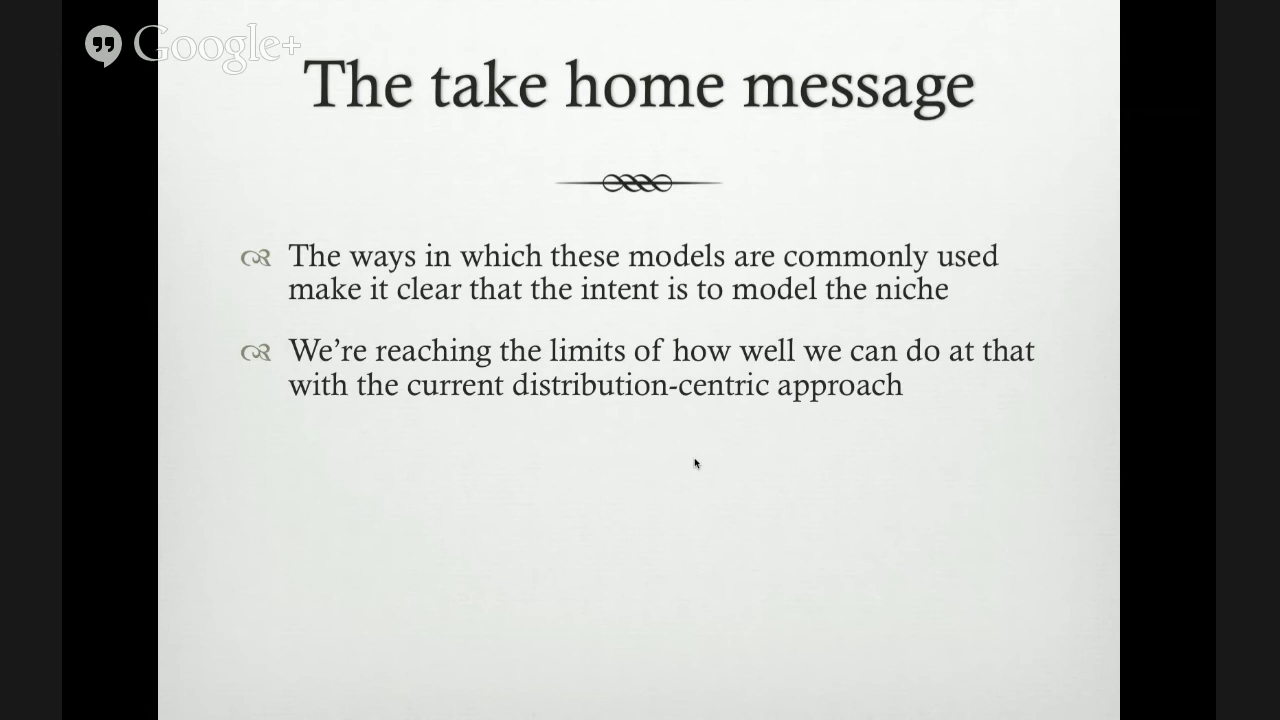 Google+
The take home message
The ways in which these models are commonly used
make it clear that the intent is to model the niche
We're reaching the limits of how well we can do at that
with the current distribution-centric approach